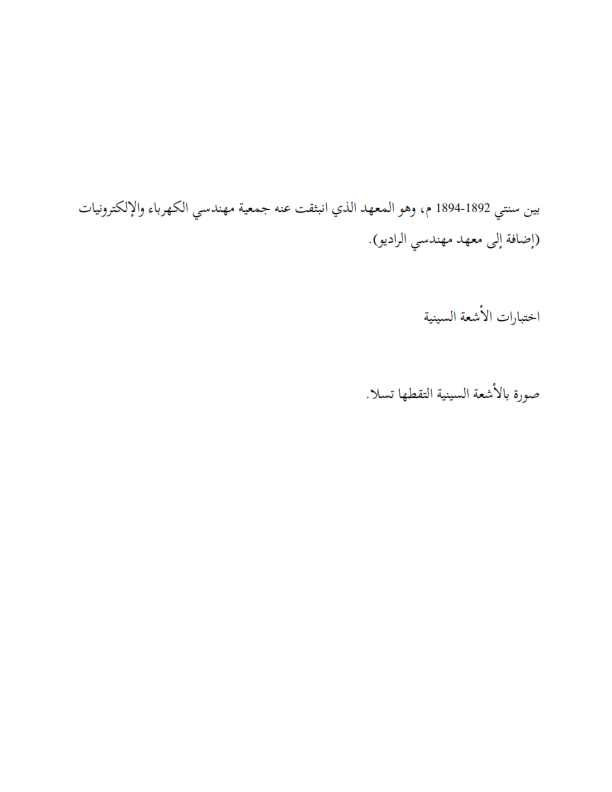 بين سنتي 1892-1894 م، وهو المعهد الذي انبثقت عنه جمعية مهندسي الكهرباء والإلكترونيات
(إضافة إلى معهد مهندسي الراديو).
اختبارات الأشعة السينية
صورة بالأشعة السينية التقطها تسلا.